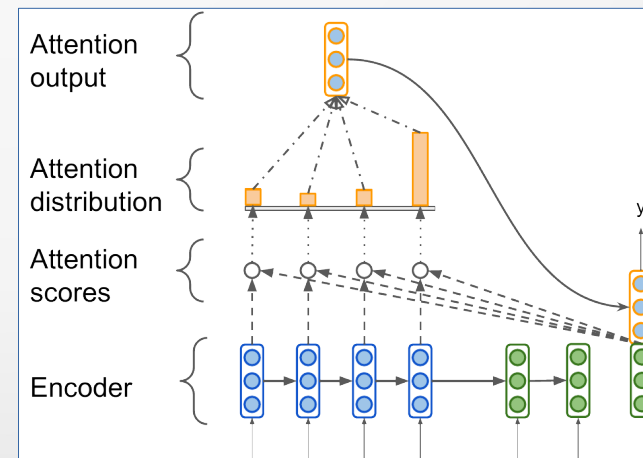 Attention
output
Attention
distribution
Attention
scores
Encoder
y